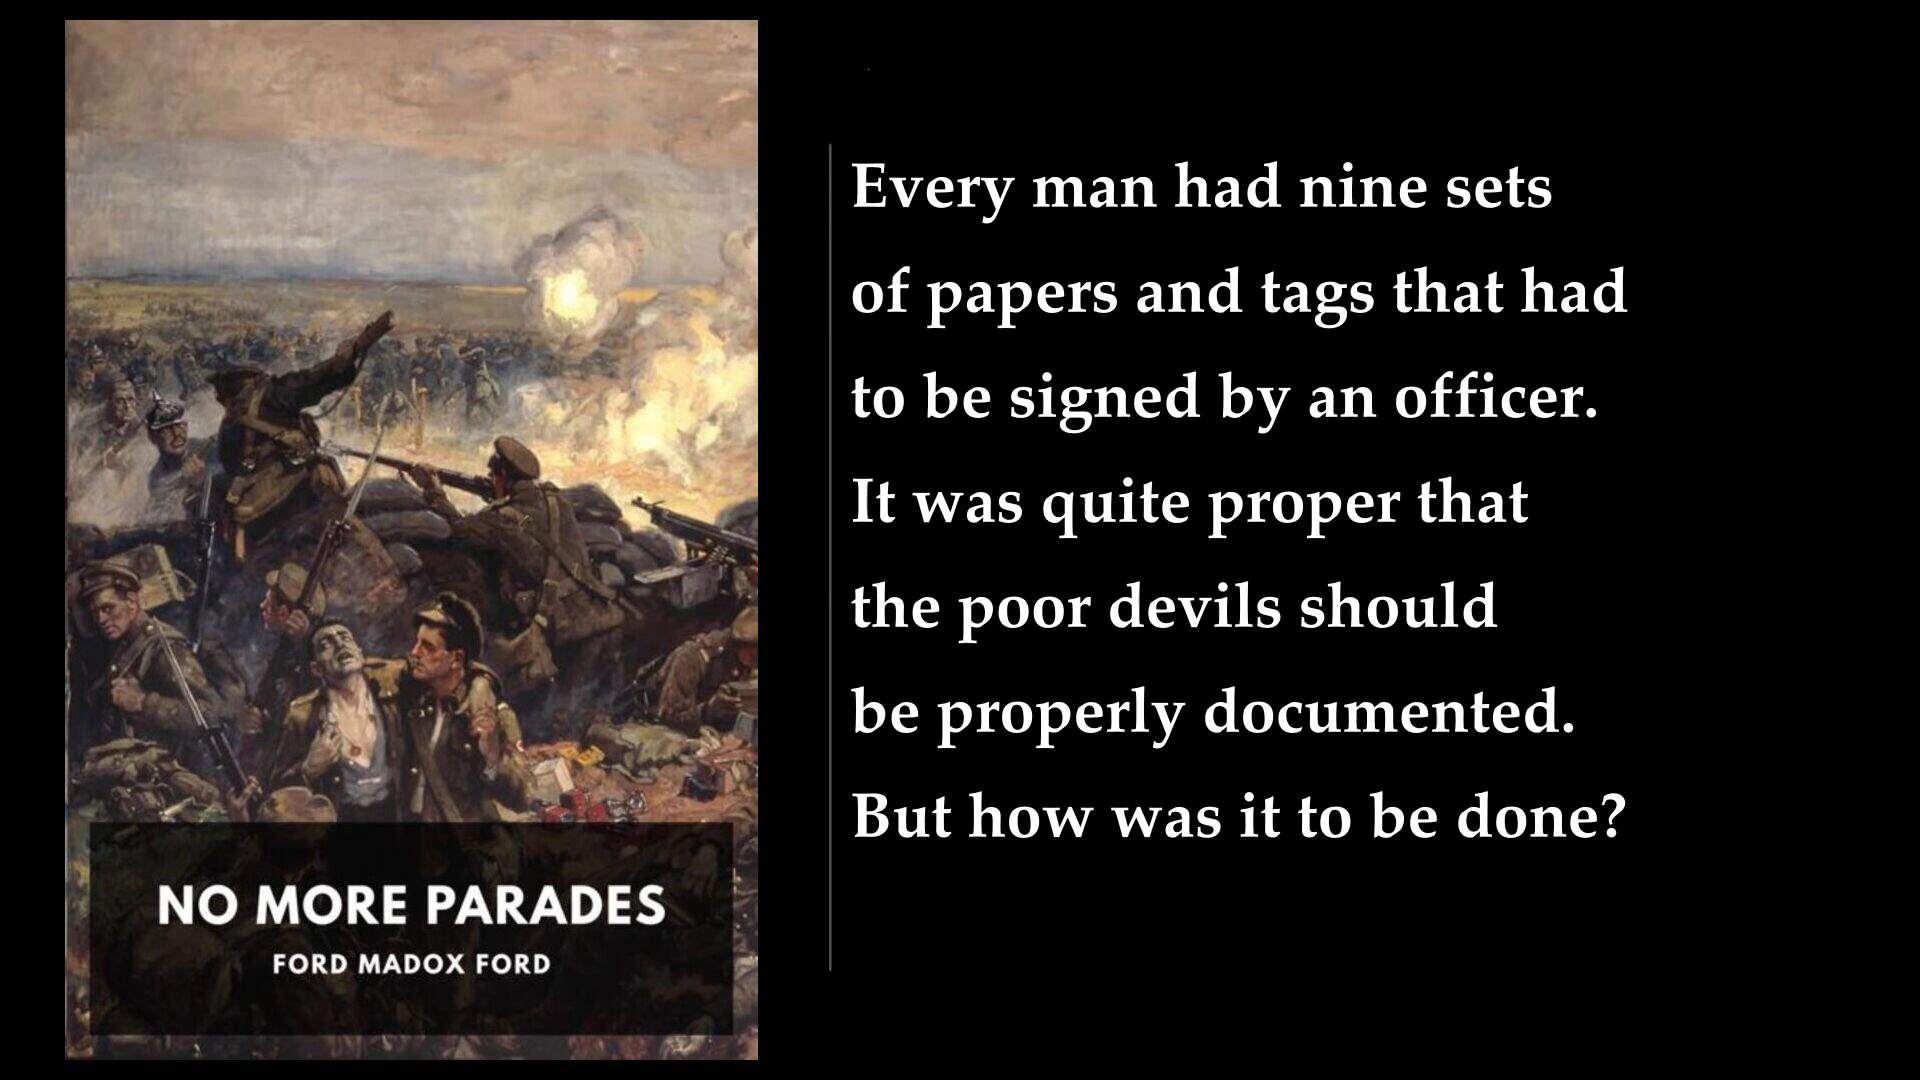 NO MORE PARADES
FORD MADOX FORD
Every man had nine sets
of papers and tags that had
to be signed by an officer.
It was quite proper that
the poor devils should
be properly documented.
But how was it to be done?